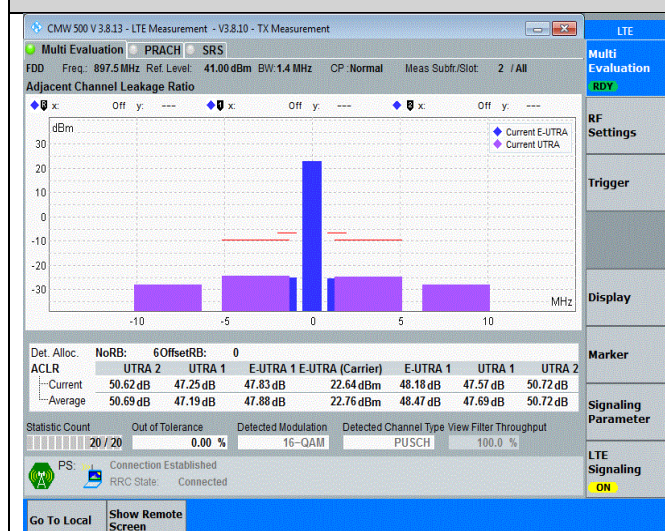 CMW 500 V 3.8.13 - LTE Measurement - V3.8.10 - TX Measurement
Multi Evaluation PRACH SRS
FDD Freq.: 897.5 MHz Ref. Level: 41.00 dBm BW: 1.4 MHz CP : Normal Meas Subfr./Slot: 2 / All
Adjacent Channel Leakage Ratio
x: Off y: --- x: Off y: --- x: Off y: ---
dBm
Current E-UTRA
Current UTRA
30
20
10
0
-10
-20
-30
MHz
-10 -5 0 5 10
Det. Alloc. NoRB: 6 OffsetRB: 0
ACLR UTRA 2 UTRA 1 E-UTRA 1 E-UTRA (Carrier) E-UTRA 1 UTRA 1 UTRA 2
Current 50.62 dB 47.25 dB 47.83 dB 22.64 dBm 48.18 dB 47.57 dB 50.72 dB
Average 50.69 dB 47.19 dB 47.88 dB 22.76 dBm 48.47 dB 47.69 dB 50.72 dB
Statistic Count Out of Tolerance Detected Modulation Detected Channel Type View Filter Throughput
20 / 20 0.00 % 16-QAM PUSCH 100.0 %
PS: Connection Established
RRC State: Connected
Go To Local
Show Remote
Screen
LTE
Multi
Evaluation
RDY
RF
Settings
Trigger
Display
Marker
Signaling
Parameter
LTE
Signaling
ON